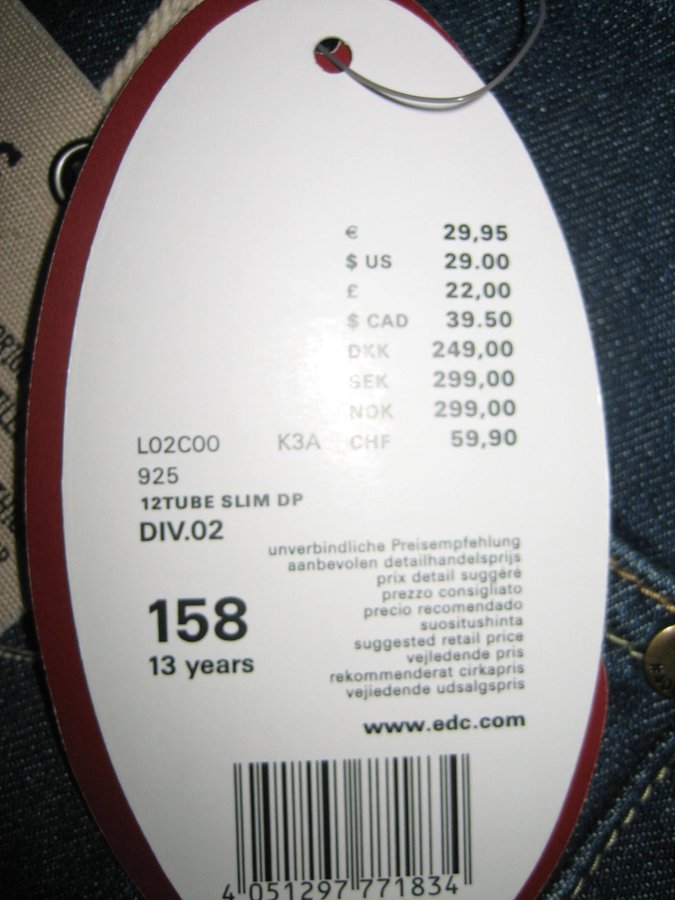 € 29,95
$ US 29.00
£ 22,00
$ CAD 39.50
DKK 249,00
SEK 299,00
NOK 299,00
L02C00 K3A CHF 59,90
925
12TUBE SLIM DP
DIV.02
unverbindliche Preisempfehlung
aanbevolen detailhandelsprijs
prix detail suggéré
prezzo consigliato
precio recomendado
suositushinta
suggested retail price
vejledende pris
rekommenderat cirkapris
vejiedende udsalgspris
158
13 years
www.edc.com
4 051297 771834